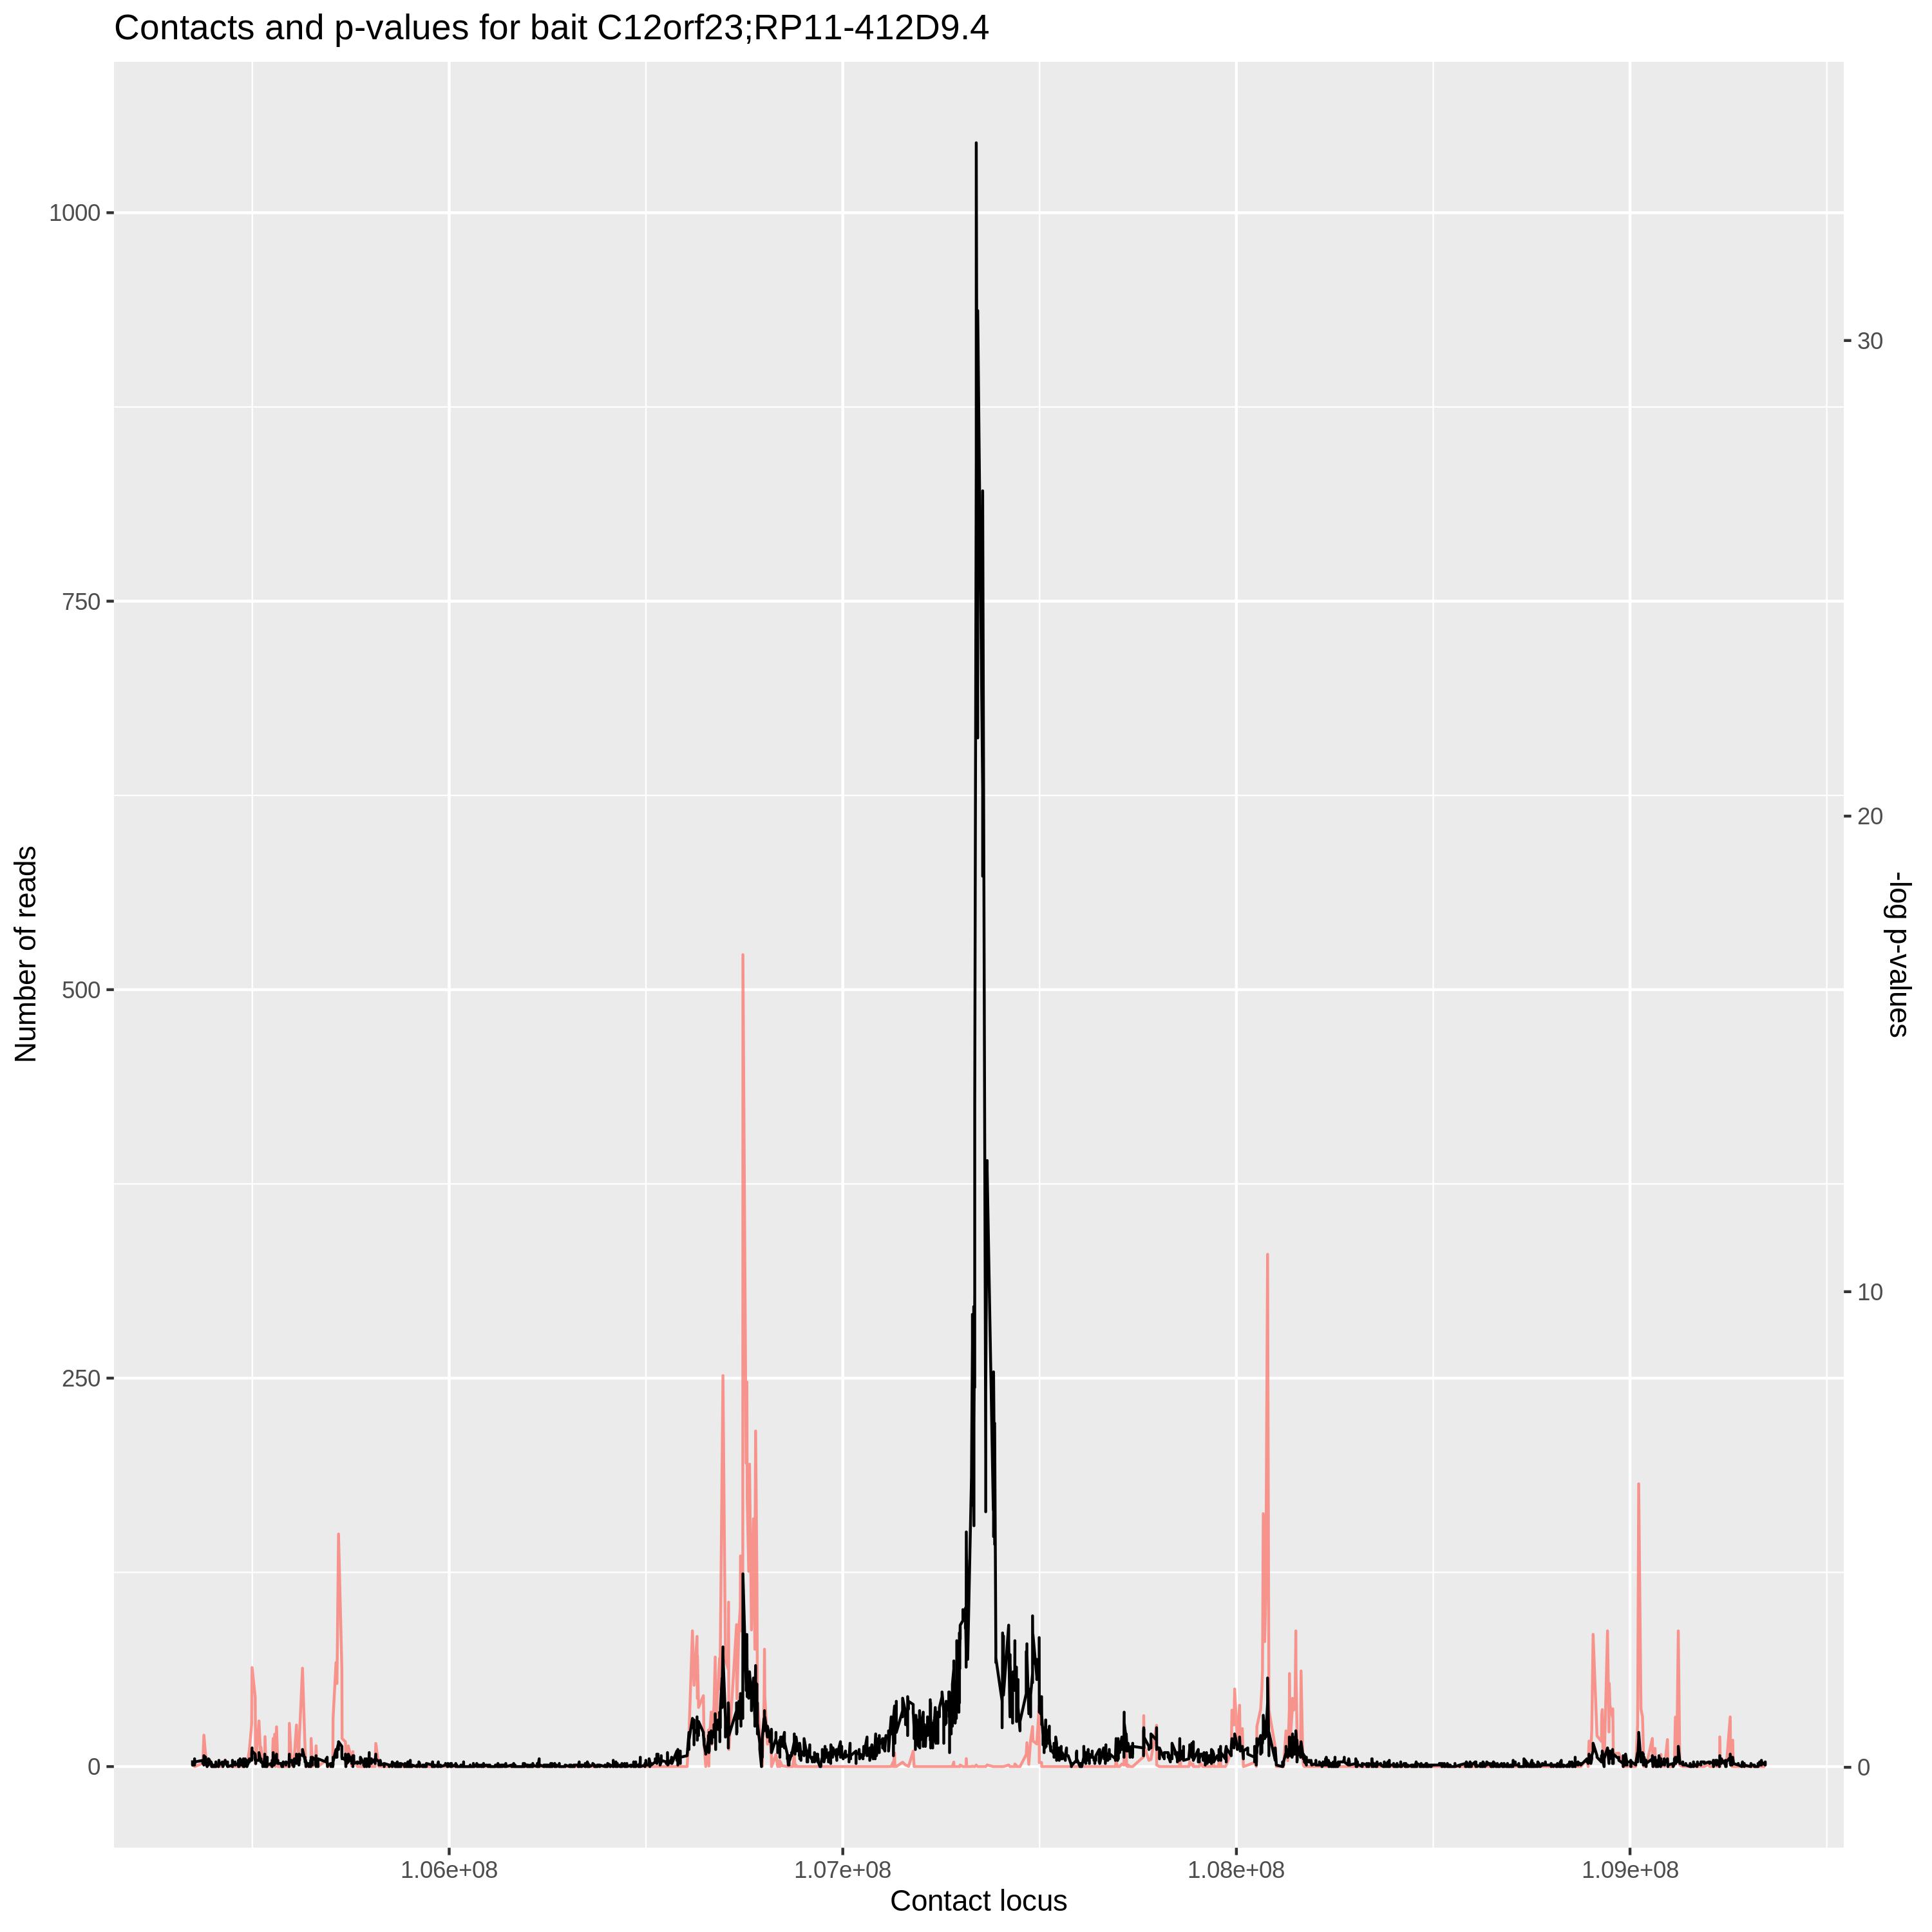 Contacts and p-values for bait C12orf23;RP11-412D9.4
1000
750
500
250
0
Number of reads
30
20
10
0
-log p-values
1.06e+08
1.07e+08
1.08e+08
1.09e+08
Contact locus